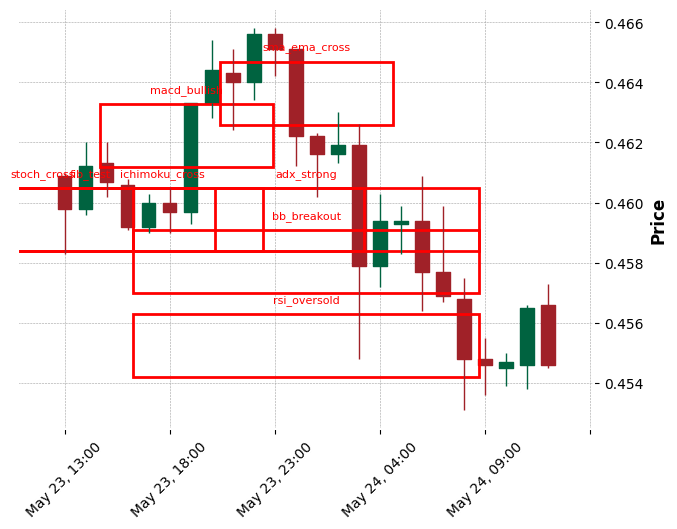 0.466
sma_ema_cross
0.464
macd_bullish
0.462
stoch_cross
fib_test
ichimoku_cross
adx_strong
0.460
bb_breakout
Price
0.458
rsi_oversold
0.456
0.454
May 23, 13:00
May 23, 18:00
May 23, 23:00
May 24, 04:00
May 24, 09:00